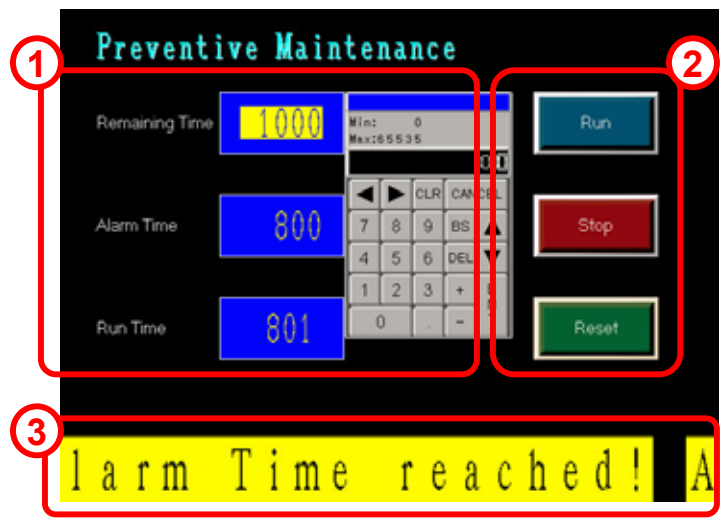 Preventive Maintenance
1
2
Remaining Time 1000
Min: 0
Max:65535
Run
CLR CANCEL
Alarm Time 800
7 8 9 BS
Stop
4 5 6 DEL
1 2 3 +
Run Time 801
0 . -
Reset
3
larm Time reached! A